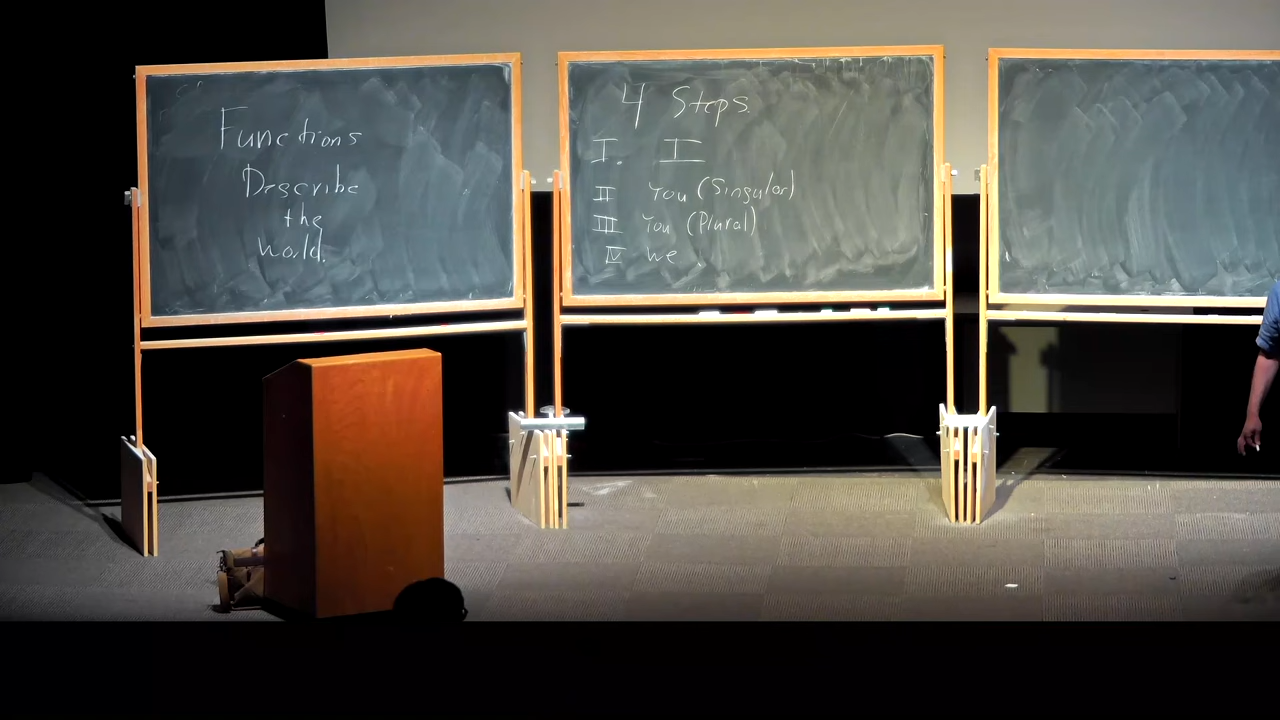 Functions
Describe
the
World.
4 Steps
I. I
II You (Singular)
III You (Plural)
IV We